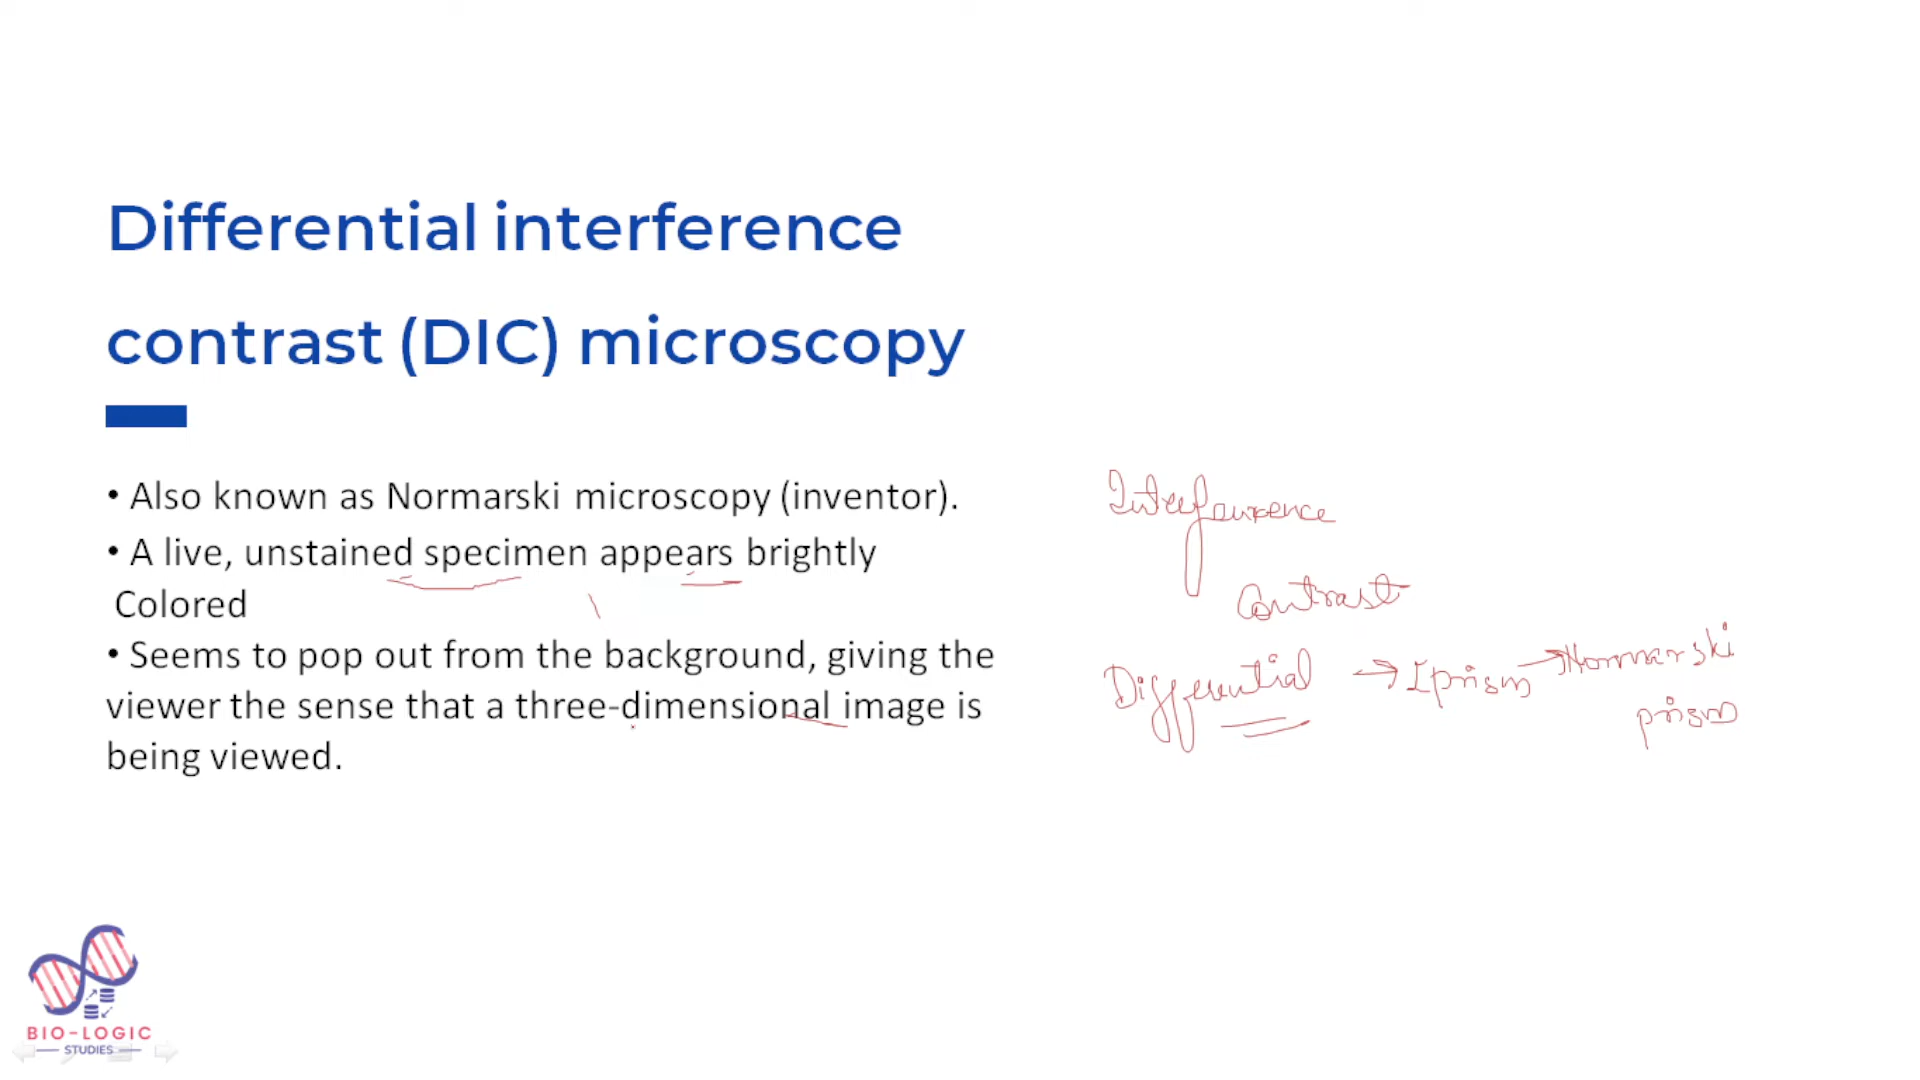 Differential interference
contrast (DIC) microscopy
• Also known as Normarski microscopy (inventor).
• A live, unstained specimen appears brightly
Colored
• Seems to pop out from the background, giving the
viewer the sense that a three-dimensional image is
being viewed.
Contrast
Differential → prism → Normarski
prism
BIO-LOGIC
STUDIES